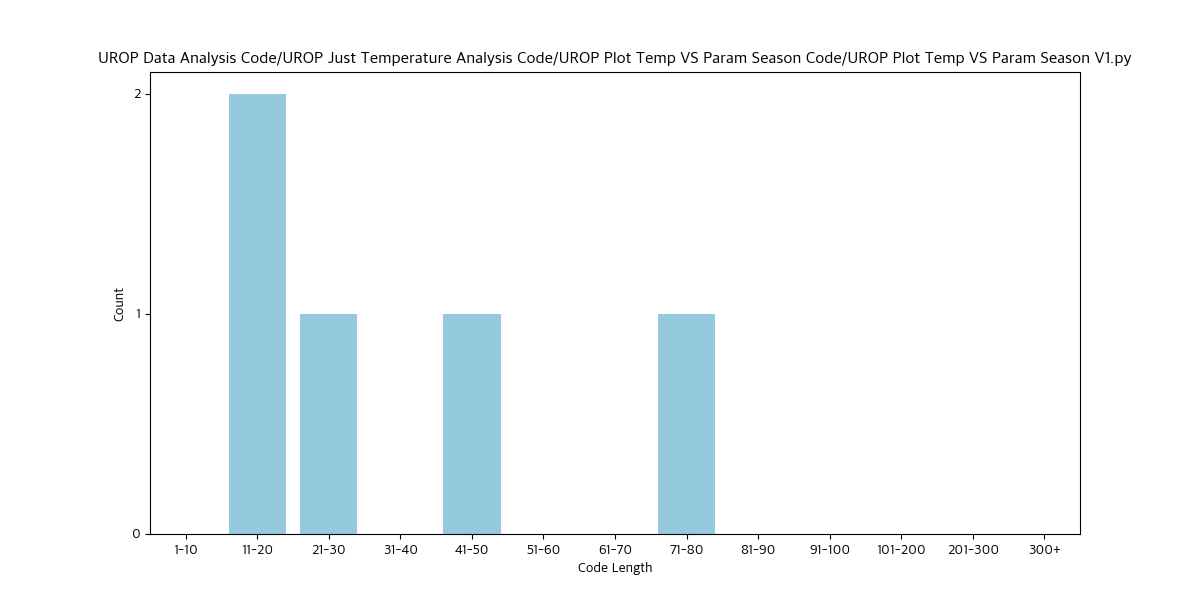 UROP Data Analysis Code/UROP Just Temperature Analysis Code/UROP Plot Temp VS Param Season Code/UROP Plot Temp VS Param Season V1.py
2
1
0
Count
1-10 11-20 21-30 31-40 41-50 51-60 61-70 71-80 81-90 91-100 101-200 201-300 300+
Code Length